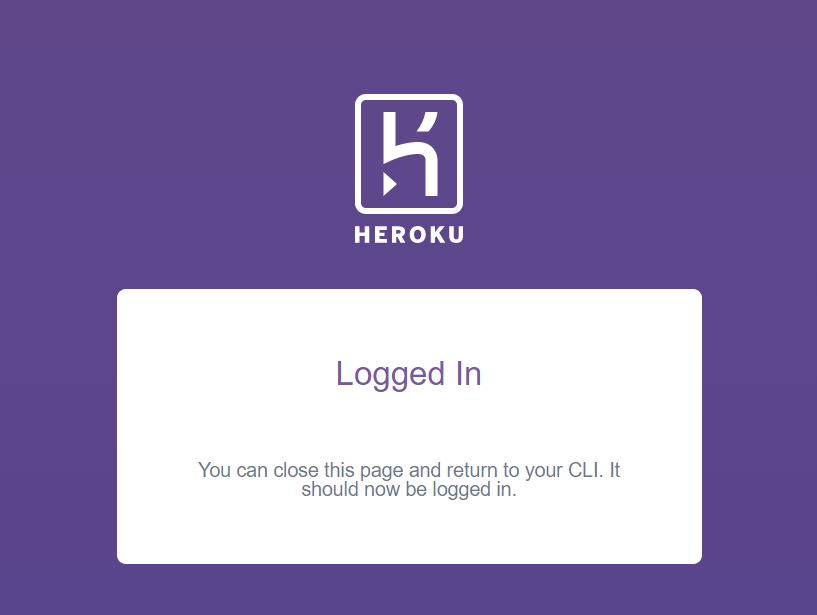 HEROKU
Logged In
You can close this page and return to your CLI. It
should now be logged in.